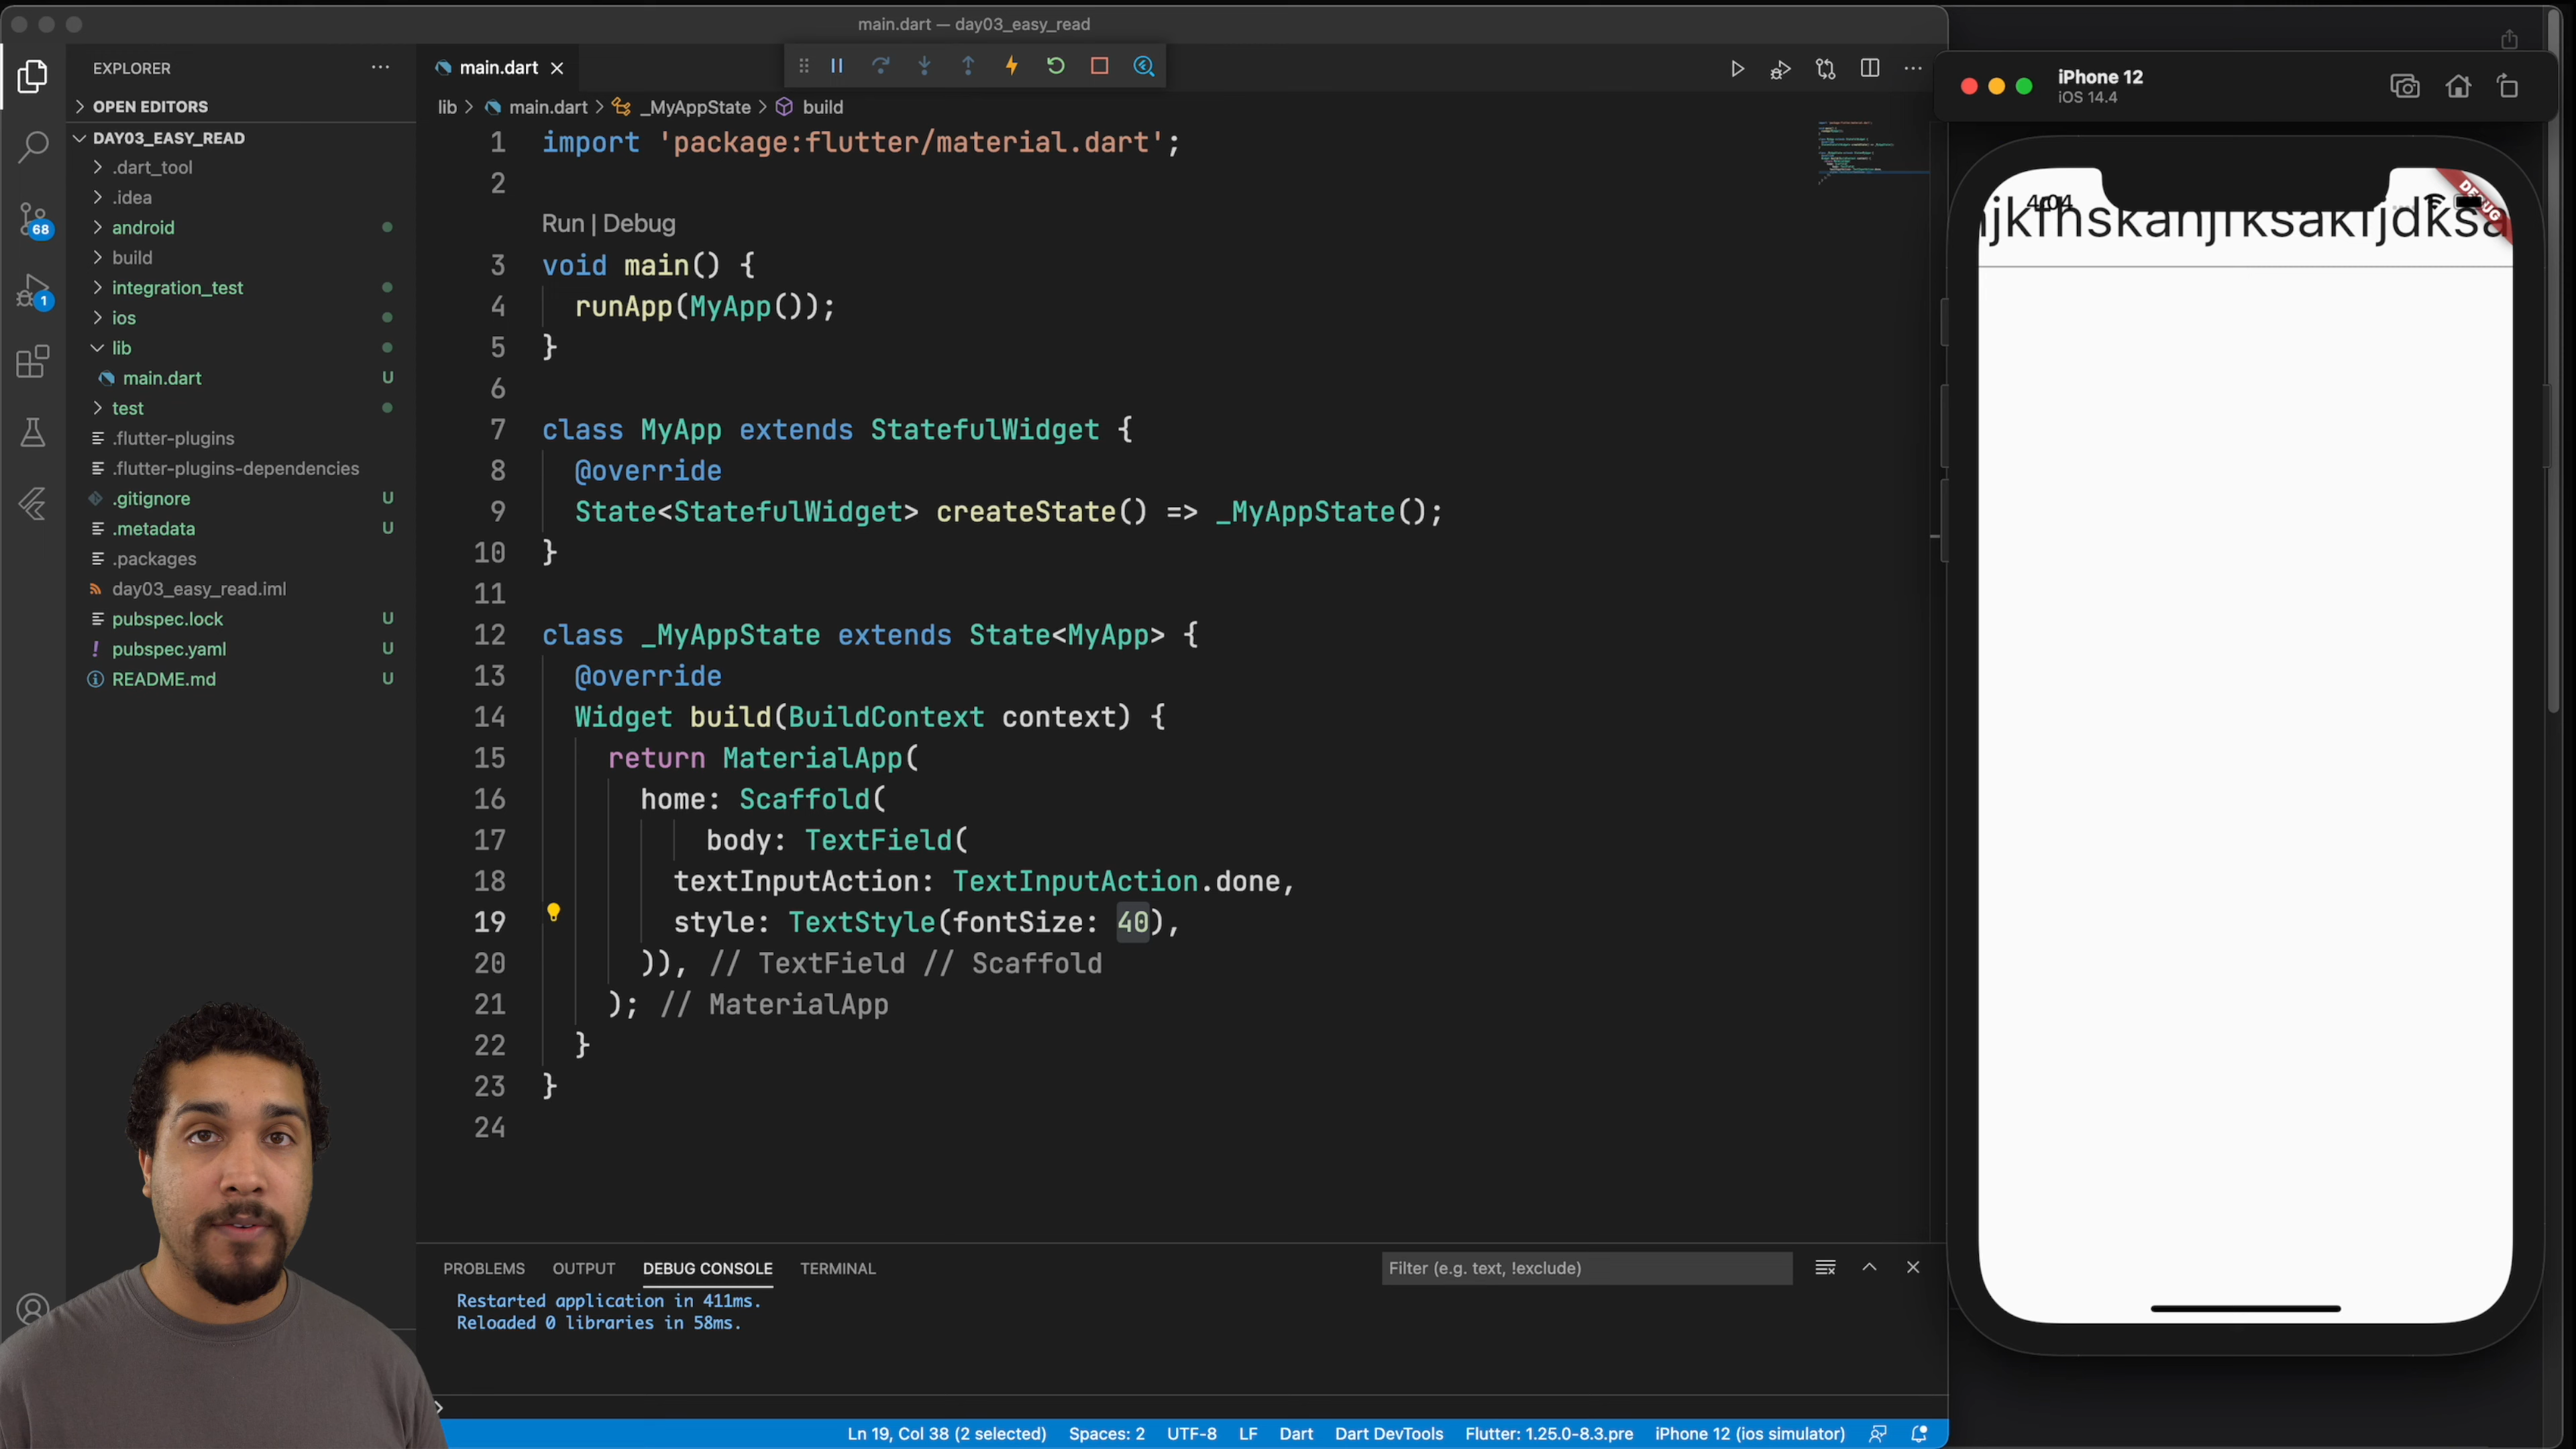 main.dart — day03_easy_read
EXPLORER
OPEN EDITORS
DAY03_EASY_READ
.dart_tool
.idea
android
build
integration_test
ios
lib
main.dart U
test
.flutter-plugins
.flutter-plugins-dependencies
.gitignore U
.metadata U
.packages
day03_easy_read.iml
pubspec.lock U
pubspec.yaml U
README.md U
68
1
main.dart
lib > main.dart > _MyAppState > build
1 import 'package:flutter/material.dart';
2
Run | Debug
3 void main() {
4 runApp(MyApp());
5 }
6
7 class MyApp extends StatefulWidget {
8 @override
9 State<StatefulWidget> createState() => _MyAppState();
10 }
11
12 class _MyAppState extends State<MyApp> {
13 @override
14 Widget build(BuildContext context) {
15 return MaterialApp(
16 home: Scaffold(
17 body: TextField(
18 textInputAction: TextInputAction.done,
19 style: TextStyle(fontSize: 40),
20 )), // TextField // Scaffold
21 ); // MaterialApp
22 }
23 }
24
PROBLEMS OUTPUT DEBUG CONSOLE TERMINAL
Filter (e.g. text, !exclude)
Restarted application in 411ms.
Reloaded 0 libraries in 58ms.
Ln 19, Col 38 (2 selected) Spaces: 2 UTF-8 LF Dart Dart DevTools Flutter: 1.25.0-8.3.pre iPhone 12 (ios simulator)
iPhone 12
iOS 14.4
4:04
DEBUG